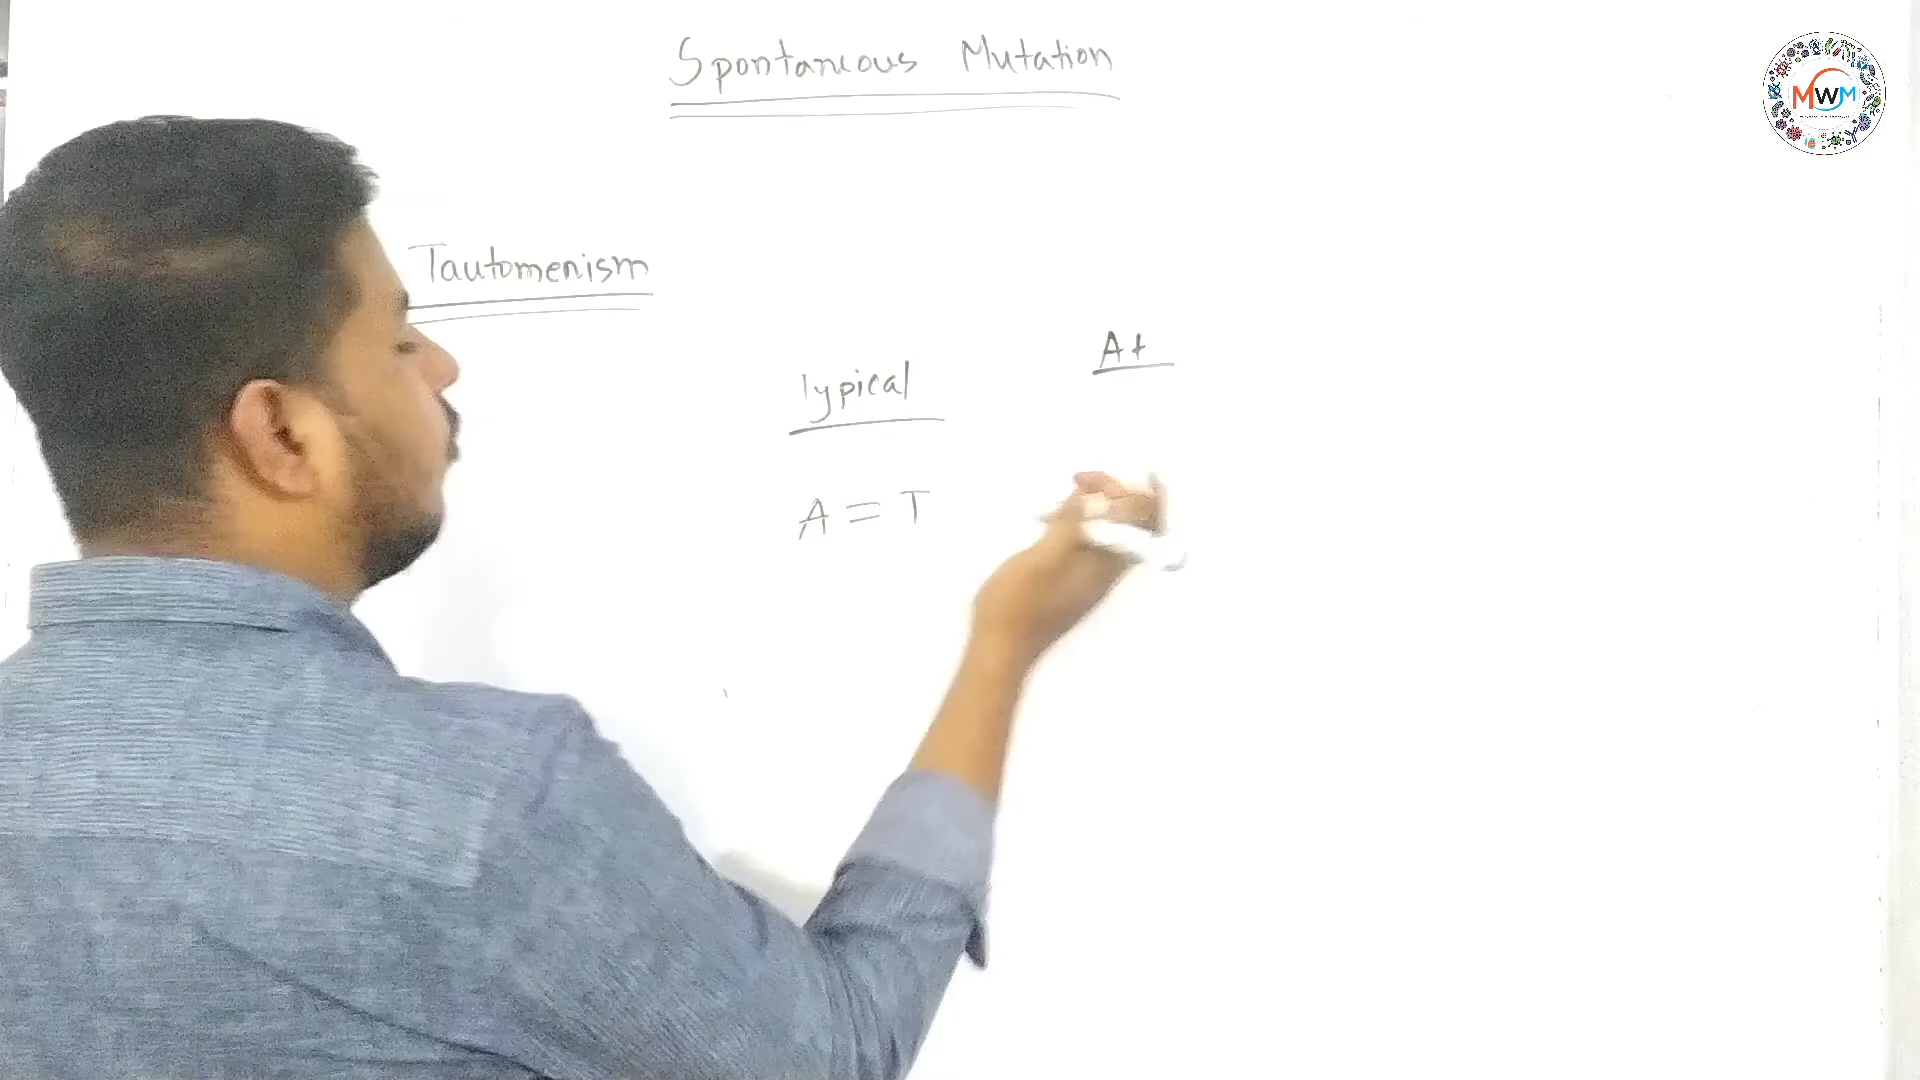 Spontaneous Mutation
MWM
Tautomerism
At
Typical
A = T